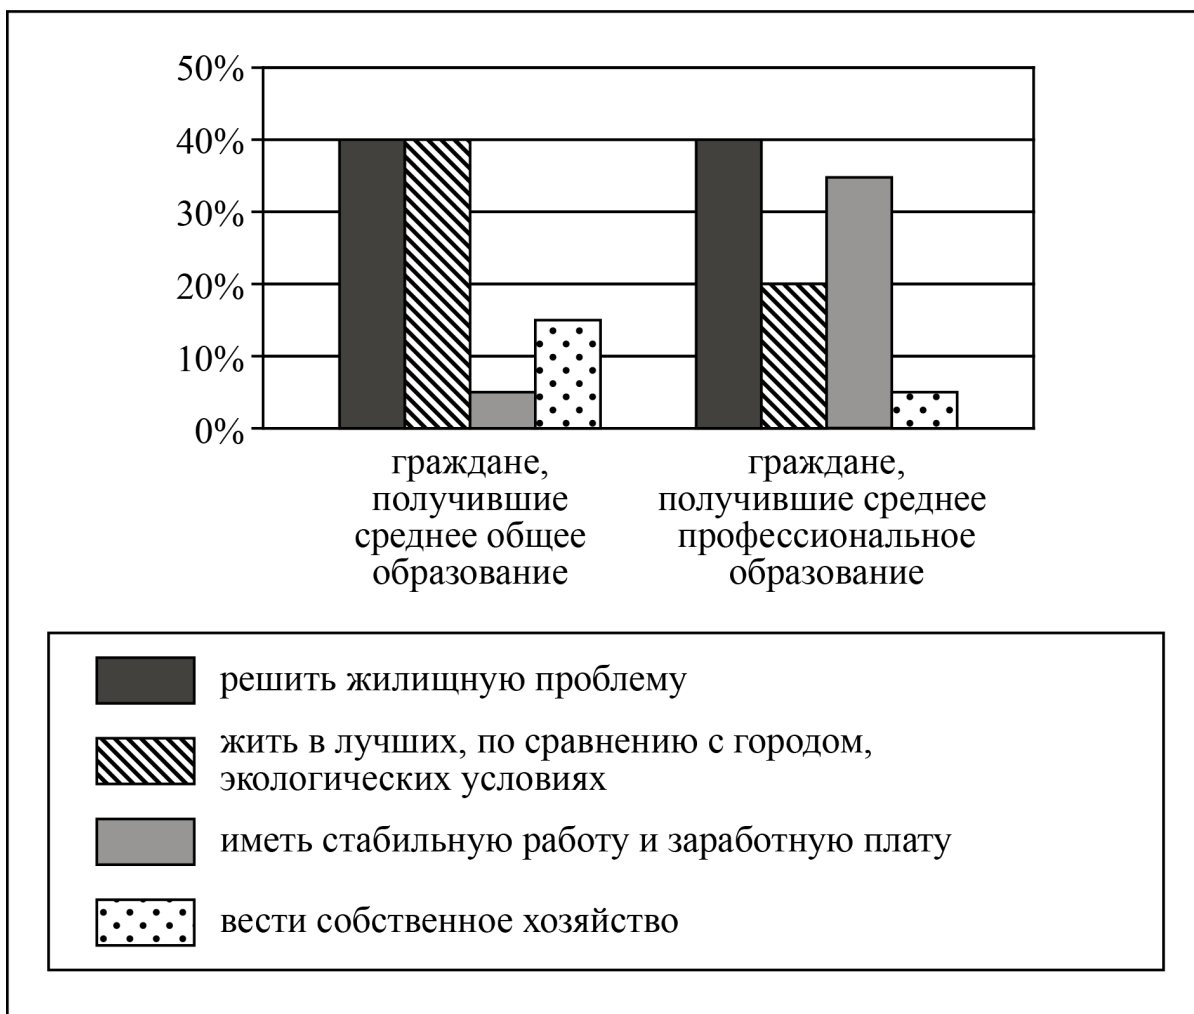 50%
40%
30%
20%
10%
0%
граждане,
получившие
среднее общее
образование
граждане,
получившие среднее
профессиональное
образование
решить жилищную проблему
жить в лучших, по сравнению с городом,
экологических условиях
иметь стабильную работу и заработную плату
вести собственное хозяйство